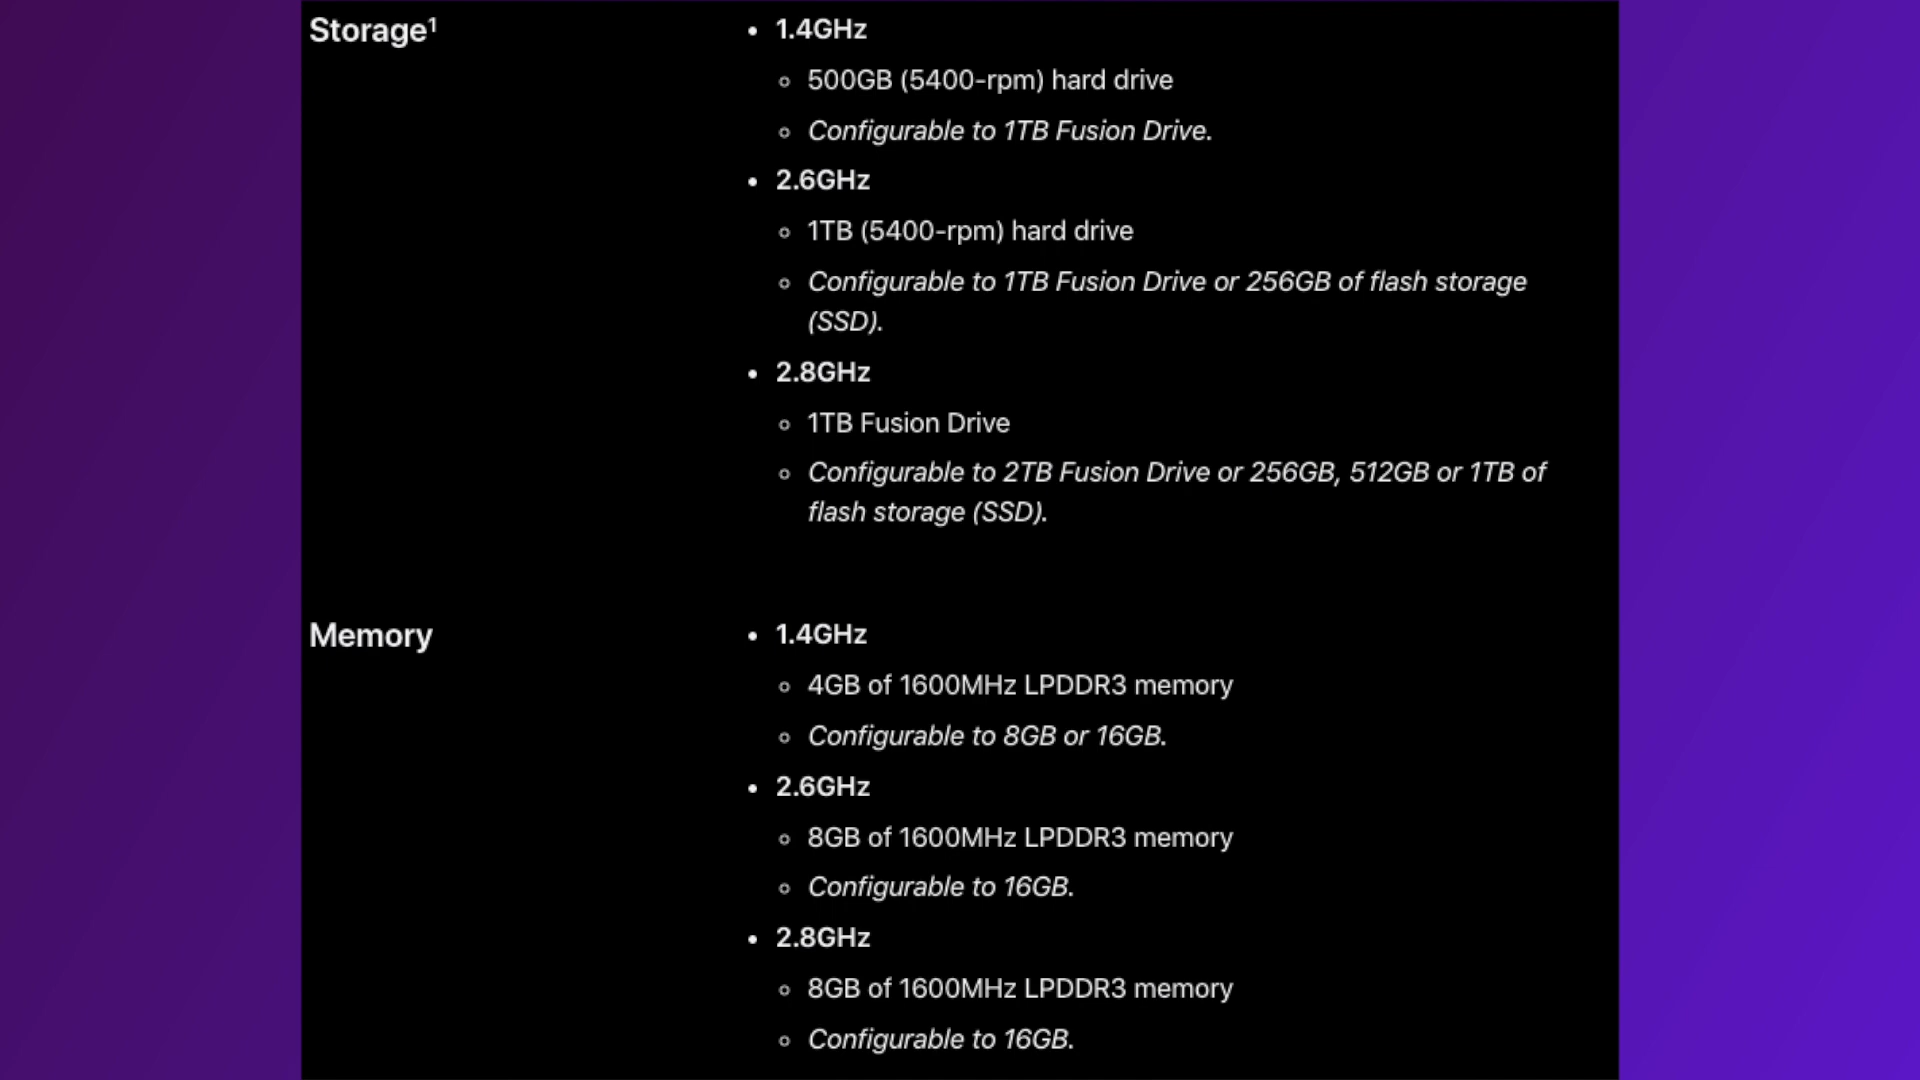 Storage¹
• 1.4GHz
◦ 500GB (5400-rpm) hard drive
◦ Configurable to 1TB Fusion Drive.
• 2.6GHz
◦ 1TB (5400-rpm) hard drive
◦ Configurable to 1TB Fusion Drive or 256GB of flash storage
(SSD).
• 2.8GHz
◦ 1TB Fusion Drive
◦ Configurable to 2TB Fusion Drive or 256GB, 512GB or 1TB of
flash storage (SSD).
Memory
• 1.4GHz
◦ 4GB of 1600MHz LPDDR3 memory
◦ Configurable to 8GB or 16GB.
• 2.6GHz
◦ 8GB of 1600MHz LPDDR3 memory
◦ Configurable to 16GB.
• 2.8GHz
◦ 8GB of 1600MHz LPDDR3 memory
◦ Configurable to 16GB.